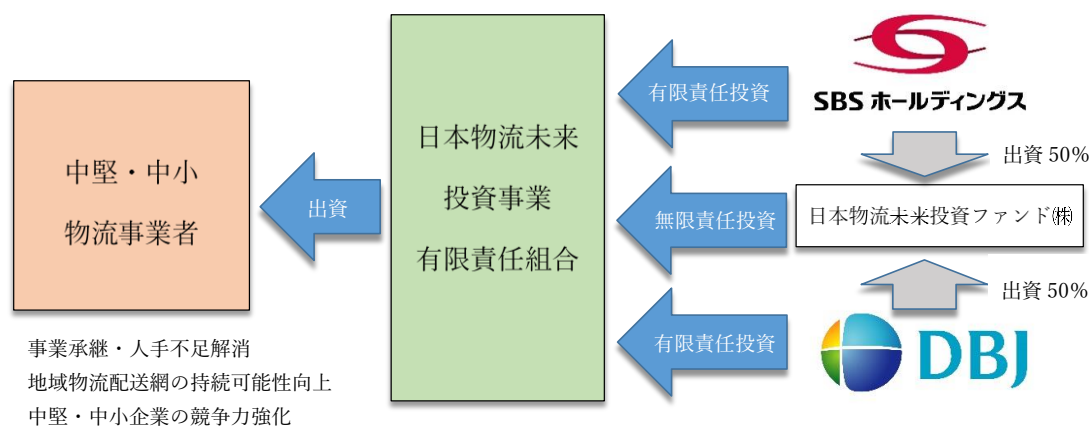 中堅・中小
物流事業者
事業承継・人手不足解消
地域物流配送網の持続可能性向上
中堅・中小企業の競争力強化
出資
日本物流未来
投資事業
有限責任組合
有限責任投資
無限責任投資
有限責任投資
SBS ホールディングス
出資 50%
日本物流未来投資ファンド㈱
出資 50%
DBJ